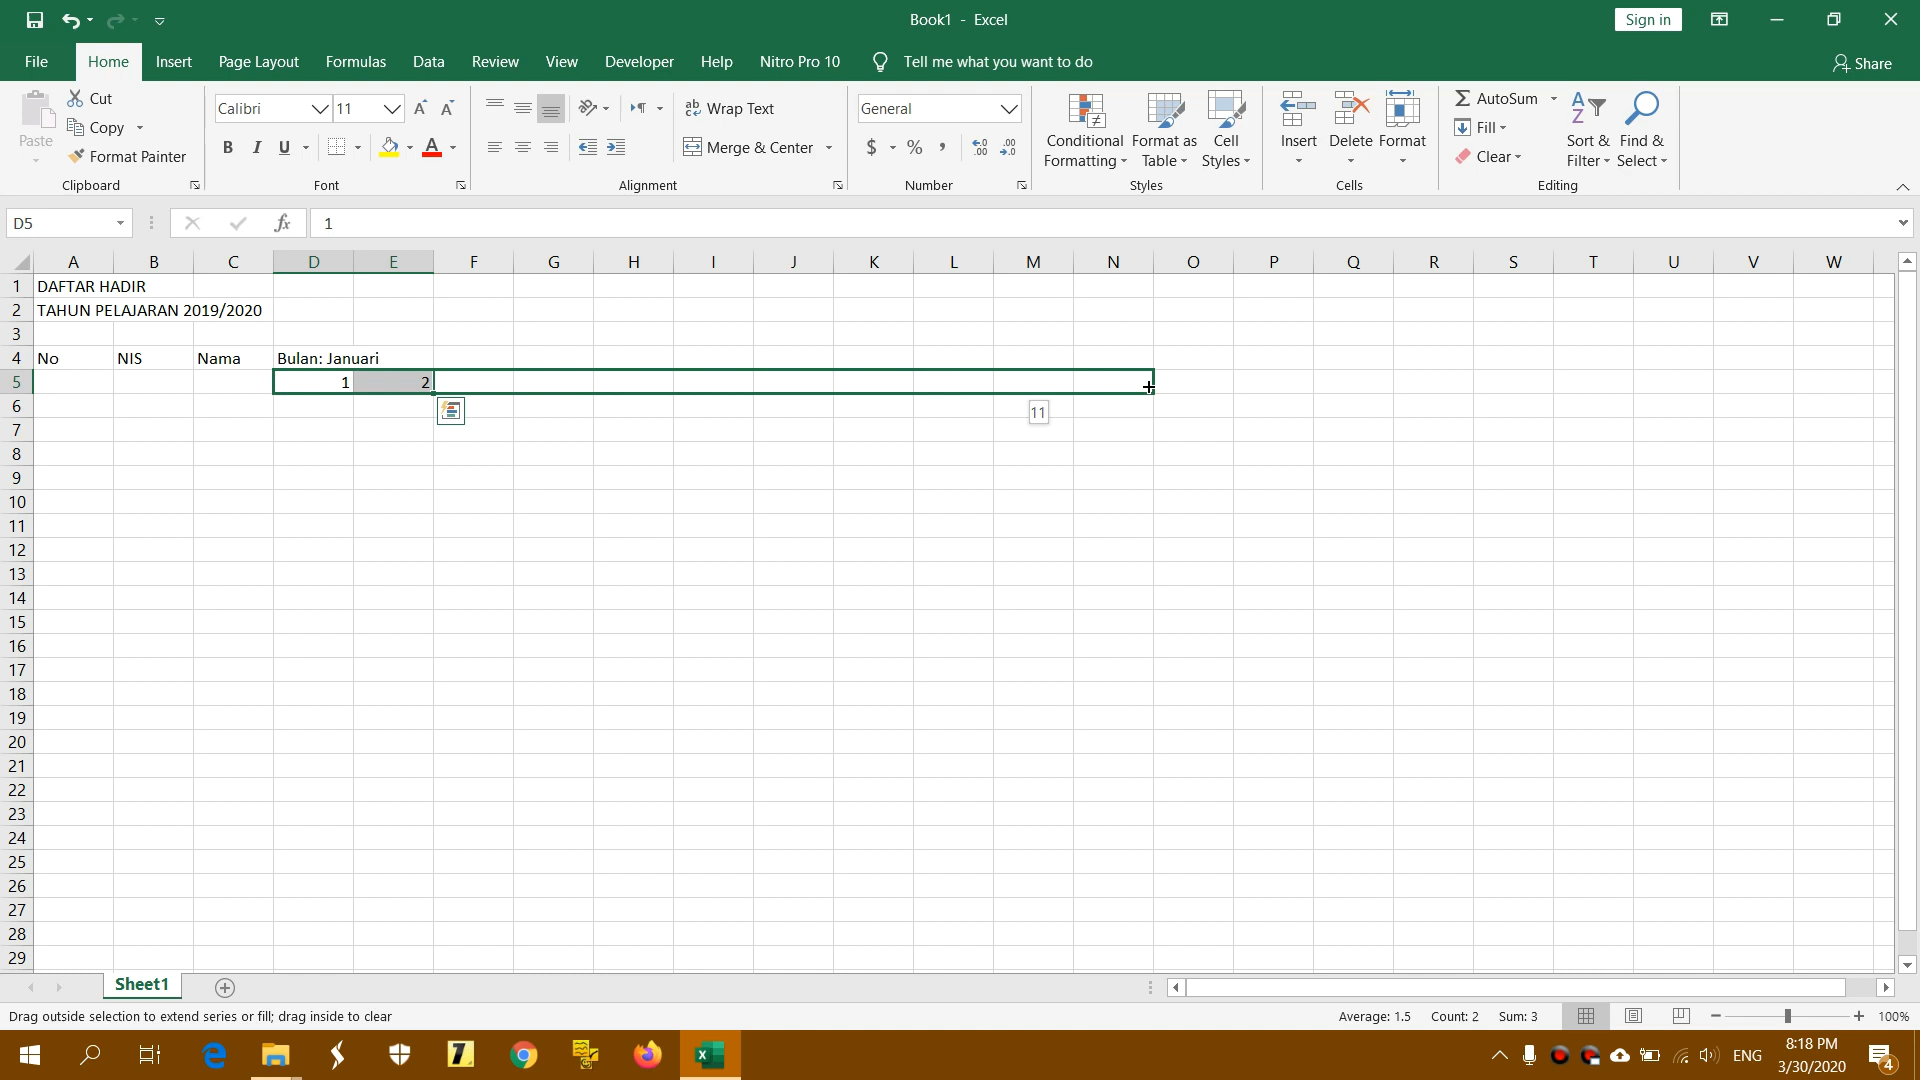 Book1 - Excel
Sign in
File Home Insert Page Layout Formulas Data Review View Developer Help Nitro Pro 10 Tell me what you want to do
Share
Paste
Cut
Copy
Format Painter
Clipboard
Calibri 11
B I U
Font
Wrap Text
Merge & Center
Alignment
General
$ % ,
Number
Conditional Formatting
Format as Table
Cell Styles
Styles
Insert Delete Format
Cells
AutoSum
Fill
Clear
Sort & Filter
Find & Select
Editing
D5
fx
1
A B C D E F G H I J K L M N O P Q R S T U V W
1 DAFTAR HADIR
2 TAHUN PELAJARAN 2019/2020
3
4 No NIS Nama Bulan: Januari
5 1 2
6
11
7
8
9
10
11
12
13
14
15
16
17
18
19
20
21
22
23
24
25
26
27
28
29
Sheet1
Drag outside selection to extend series or fill; drag inside to clear
Average: 1.5 Count: 2 Sum: 3
100%
ENG
8:18 PM
3/30/2020
4